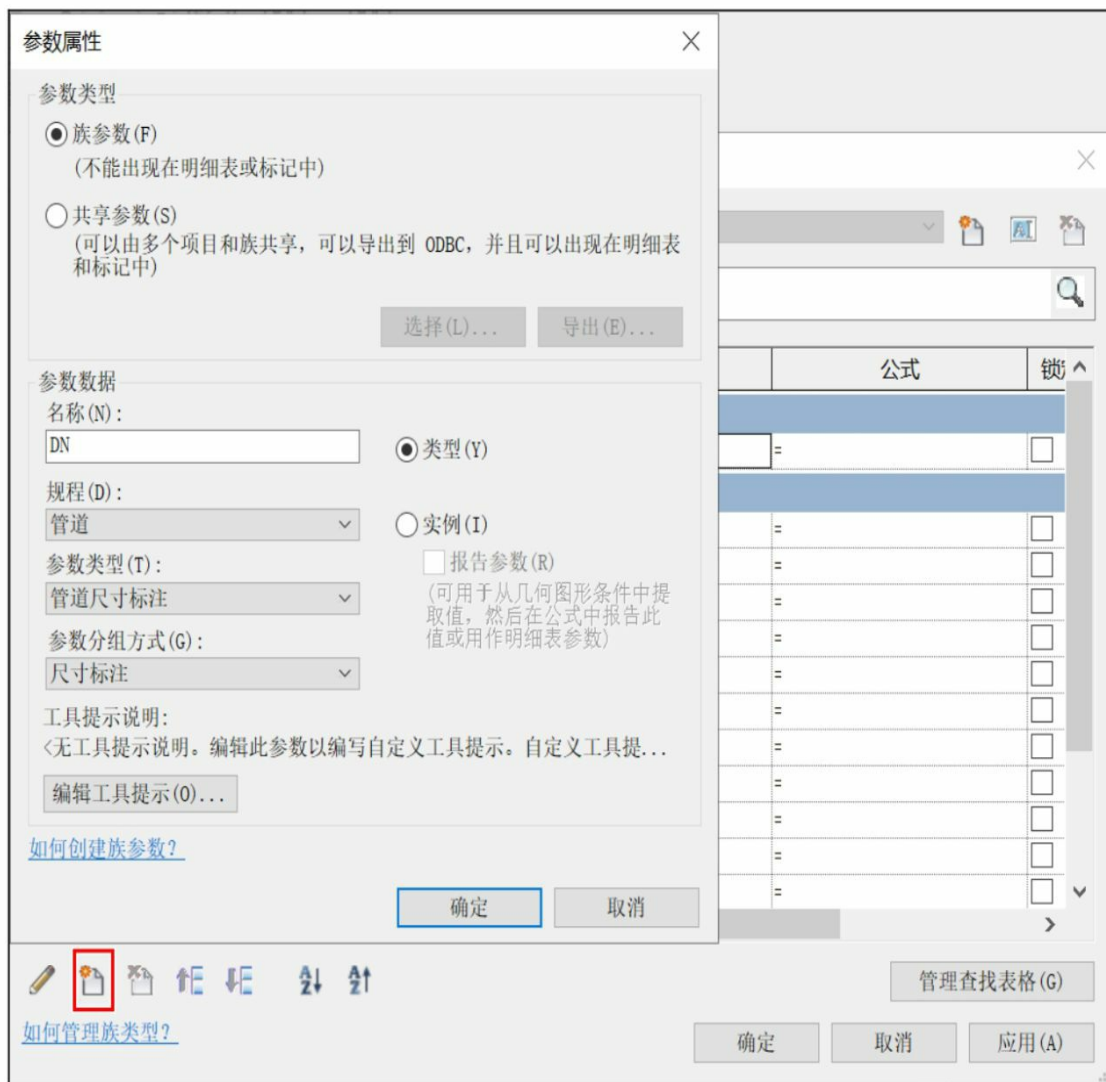 参数属性
参数类型
族参数(F)
(不能出现在明细表或标记中)
共享参数(S)
(可以由多个项目和族共享，可以导出到 ODBC，并且可以出现在明细表
和标记中)
选择(L)...
导出(E)...
参数数据
名称(N):
DN
类型(Y)
规程(D):
管道
实例(I)
参数类型(T):
报告参数(R)
管道尺寸标注
(可用于从几何图形条件中提
取值，然后在公式中报告此
值或用作明细表参数)
参数分组方式(G):
尺寸标注
工具提示说明:
<无工具提示说明。编辑此参数以编写自定义工具提示。自定义工具提...
编辑工具提示(O)...
如何创建族参数?
确定
取消
公式
=
=
=
=
=
=
=
=
=
=
=
=
管理查找表格(G)
如何管理族类型?
确定
取消
应用(A)